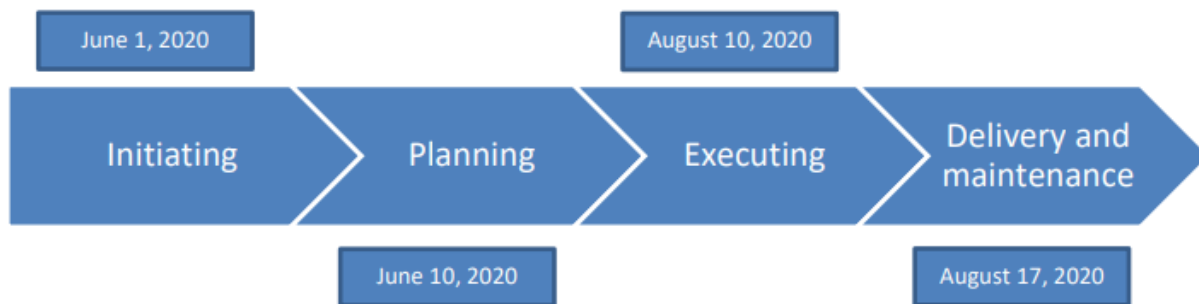 June 1, 2020
August 10, 2020
Initiating
Planning
Executing
Delivery and
maintenance
June 10, 2020
August 17, 2020